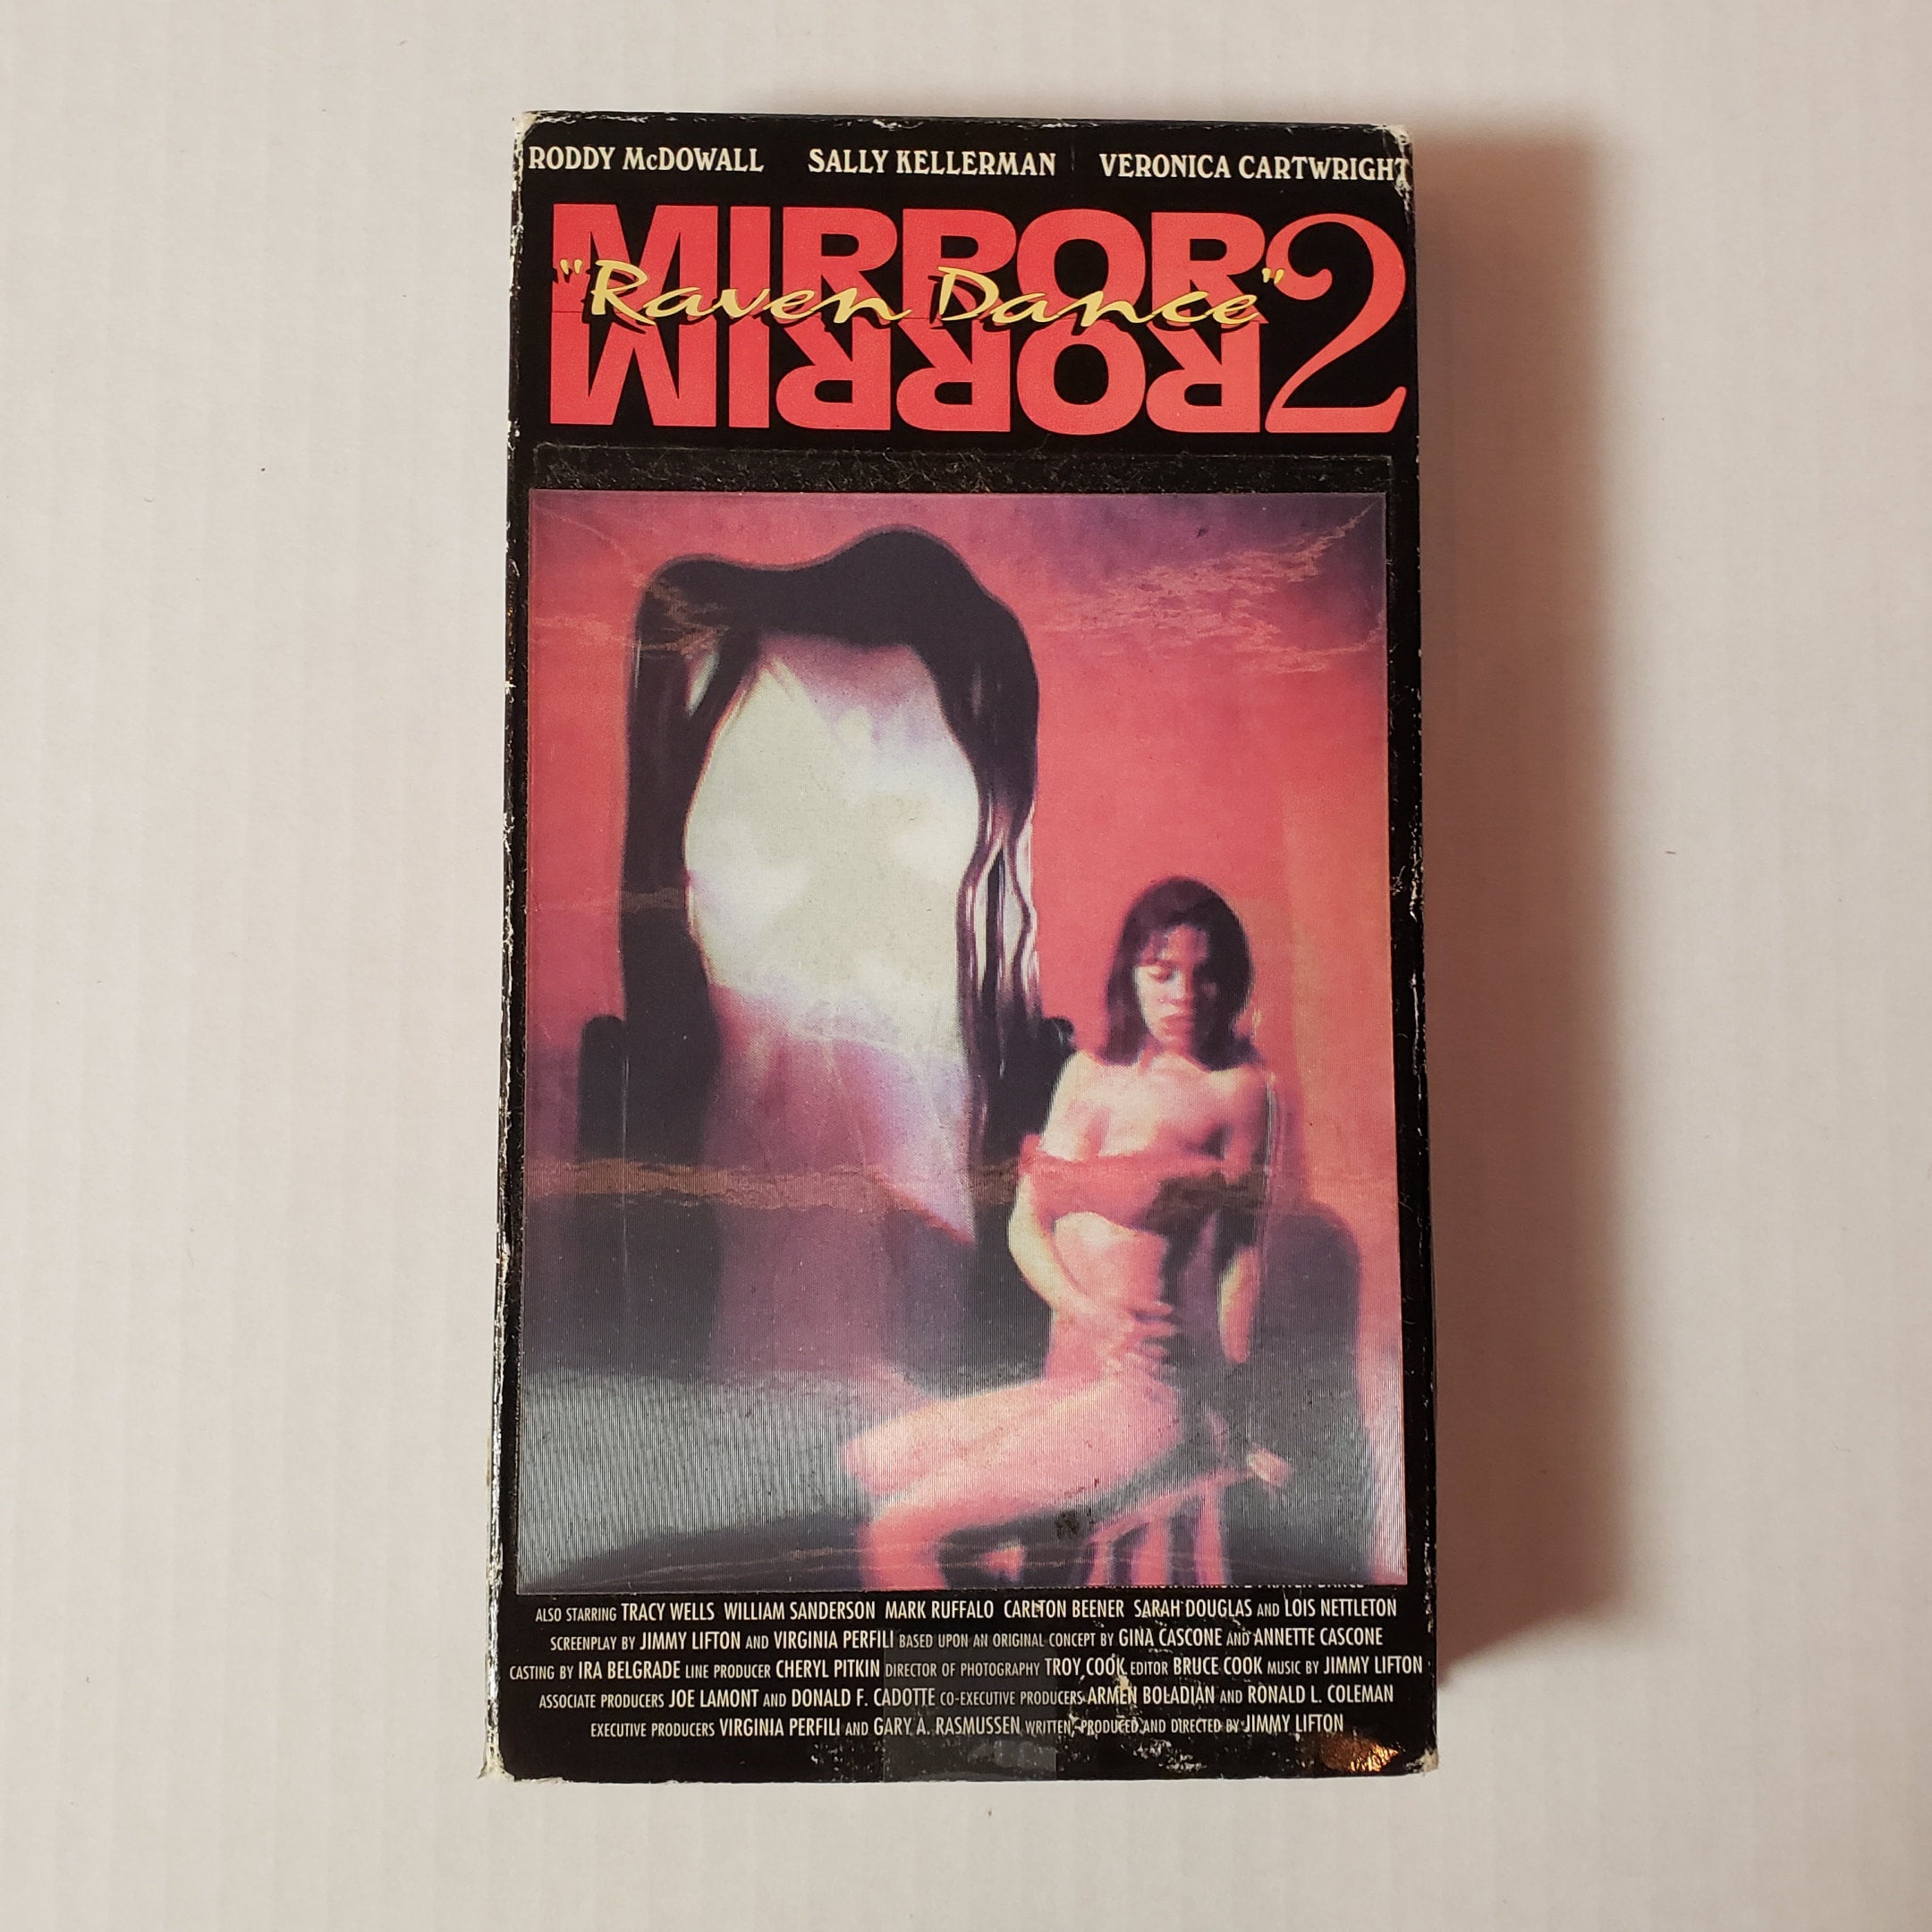 RODDY McDOWALL SALLY KELLERMAN VERONICA CARTWRIGHT
MIRROR 2
"Raven Dance"
MIRROR
ALSO STARRING TRACY WELLS WILLIAM SANDERSON MARK RUFFALO CARLTON BEENER SARAH DOUGLAS AND LOIS NETTLETON
SCREENPLAY BY JIMMY LIFTON AND VIRGINIA PERFILI BASED UPON AN ORIGINAL CONCEPT BY GINA CASCONE AND ANNETTE CASCONE
CASTING BY IRA BELGRADE LINE PRODUCER CHERYL PITKIN DIRECTOR OF PHOTOGRAPHY TROY COOK EDITOR BRUCE COOK MUSIC BY JIMMY LIFTON
ASSOCIATE PRODUCERS JOE LAMONT AND DONALD F. CADOTTE CO-EXECUTIVE PRODUCERS ARMEN BOLADIAN AND RONALD L. COLEMAN
EXECUTIVE PRODUCERS VIRGINIA PERFILI AND GARY A. RASMUSSEN WRITTEN, PRODUCED AND DIRECTED BY JIMMY LIFTON